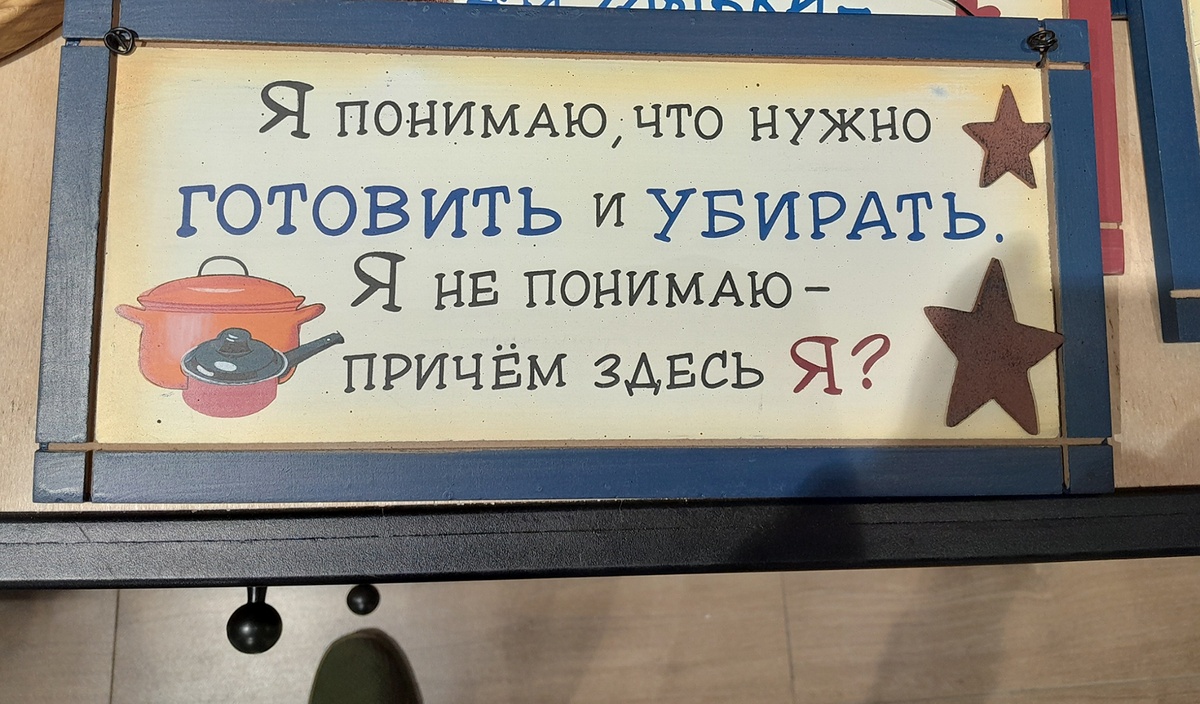 Я ПОНИМАЮ, ЧТО НУЖНО
ГОТОВИТЬ И УБИРАТЬ.
Я НЕ ПОНИМАЮ –
ПРИЧЁМ ЗДЕСЬ Я?